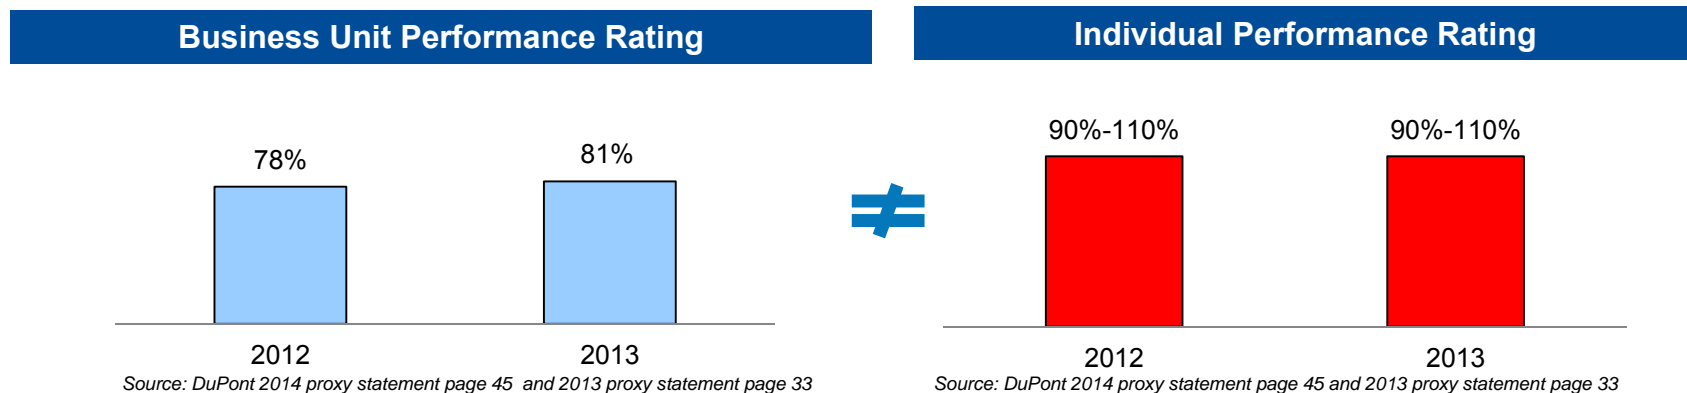 Business Unit Performance Rating
78%
81%
2012
2013
Source: DuPont 2014 proxy statement page 45  and 2013 proxy statement page 33
≠
Individual Performance Rating
90%-110%
90%-110%
2012
2013
Source: DuPont 2014 proxy statement page 45 and 2013 proxy statement page 33